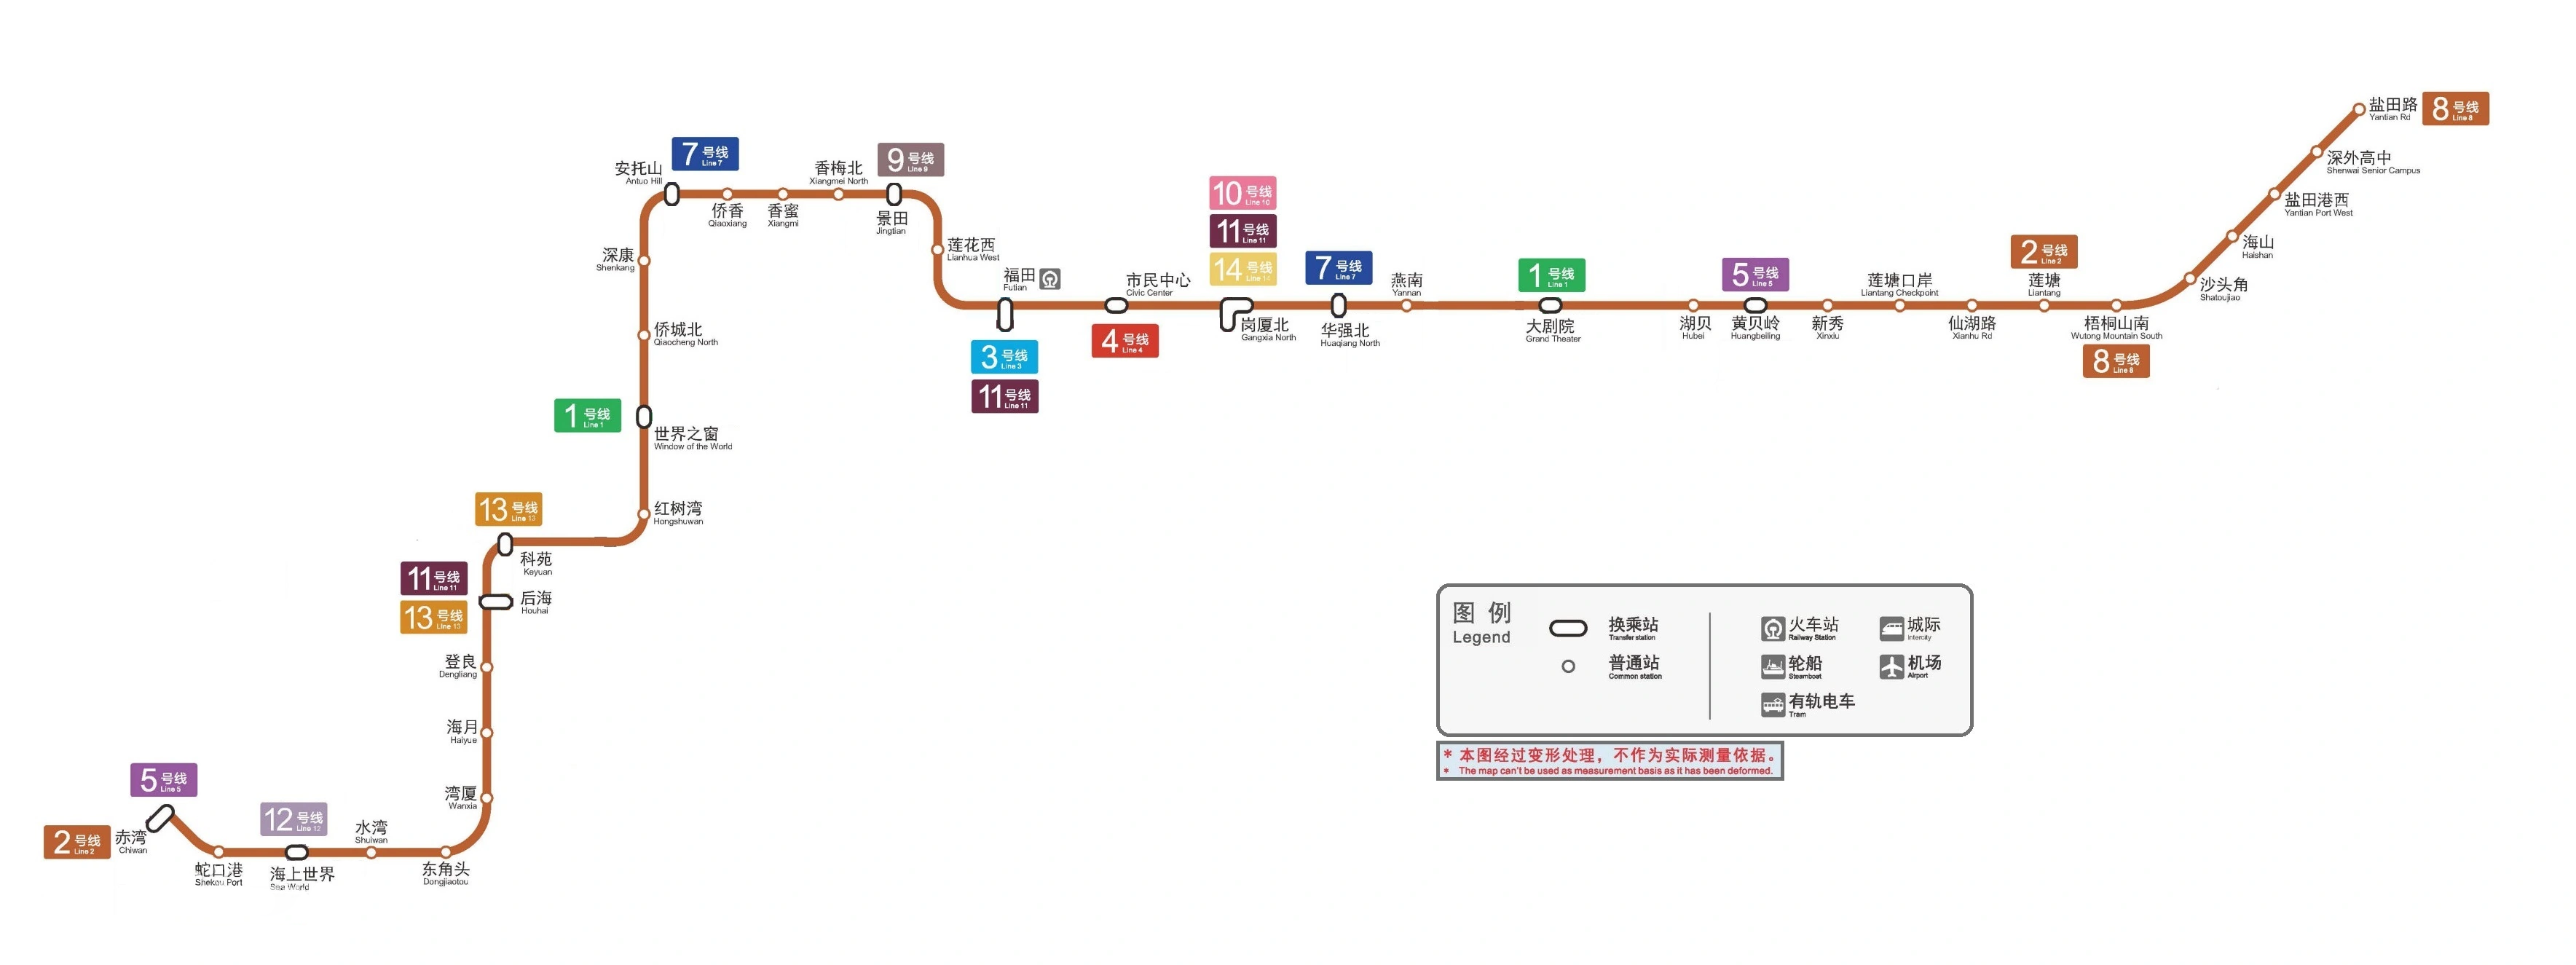 盐田路
Yantian Rd
8 号线
Line 8
深外高中
Shenwai Senior Campus
盐田港西
Yantian Port West
海山
Haishan
沙头角
Shatoujiao
梧桐山南
Wutong Mountain South
8 号线
Line 8
2 号线
Line 2
莲塘
Liantang
仙湖路
Xianhu Rd
莲塘口岸
Liantang Checkpoint
新秀
Xinxiu
5 号线
Line 5
黄贝岭
Huangbeiling
湖贝
Hubei
1 号线
Line 1
大剧院
Grand Theater
燕南
Yannan
7 号线
Line 7
华强北
Huaqiang North
10 号线
Line 10
11 号线
Line 11
14 号线
Line 14
岗厦北
Gangxia North
市民中心
Civic Center
4 号线
Line 4
福田
Futian
3 号线
Line 3
11 号线
Line 11
莲花西
Lianhua West
9 号线
Line 9
景田
Jingtian
香梅北
Xiangmei North
香蜜
Xiangmi
侨香
Qiaoxiang
7 号线
Line 7
安托山
Antuo Hill
深康
Shenkang
侨城北
Qiaocheng North
1 号线
Line 1
世界之窗
Window of the World
红树湾
Hongshuwan
13 号线
Line 13
科苑
Keyuan
11 号线
Line 11
13 号线
Line 13
后海
Houhai
登良
Dengliang
海月
Haiyue
湾厦
Wanxia
东角头
Dongjiaotou
水湾
Shuiwan
12 号线
Line 12
海上世界
Sea World
蛇口港
Shekou Port
5 号线
Line 5
2 号线
Line 2
赤湾
Chiwan
图 例
Legend
换乘站
Transfer station
普通站
Common station
火车站
Railway Station
城际
Intercity
轮船
Steamboat
机场
Airport
有轨电车
Tram
* 本图经过变形处理，不作为实际测量依据。
* The map can't be used as measurement basis as it has been deformed.